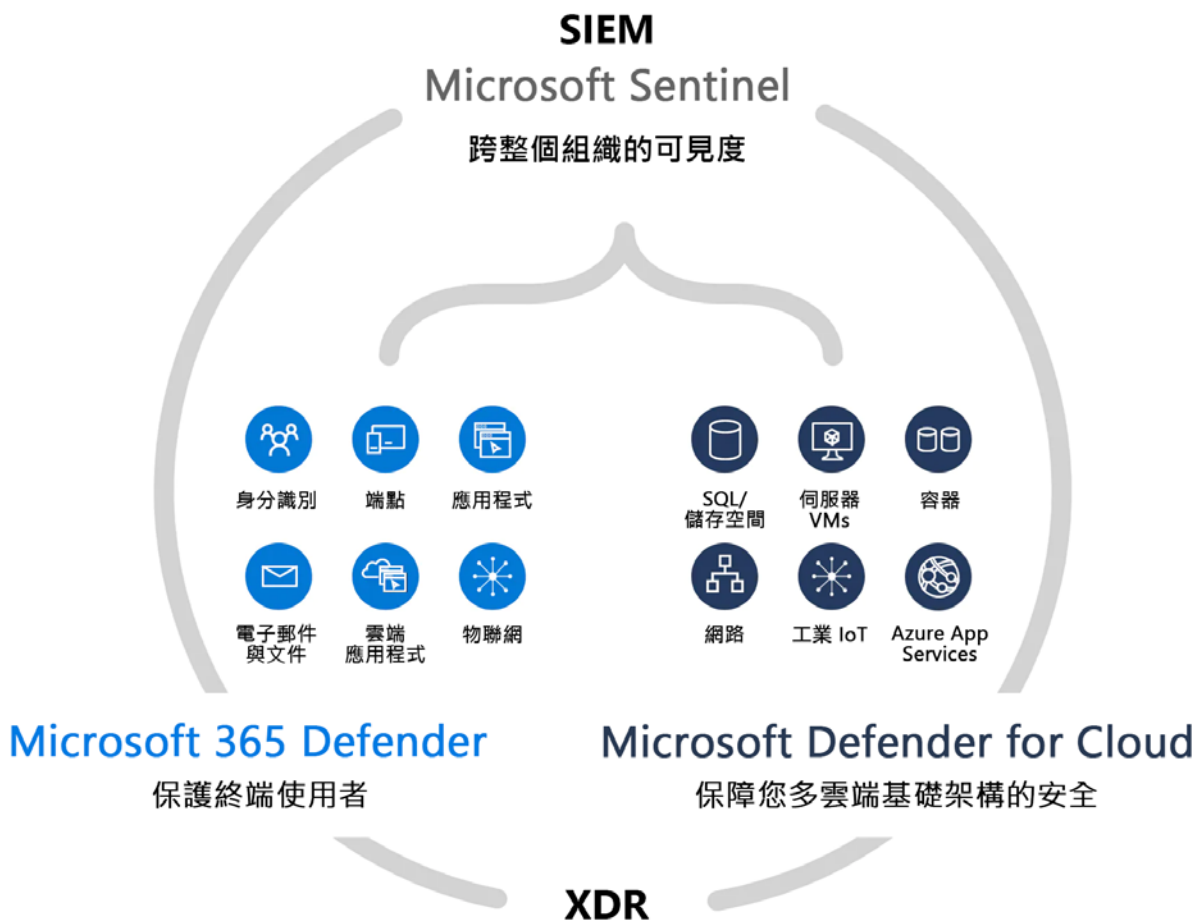 SIEM
Microsoft Sentinel
跨整個組織的可見度
身分識別
端點
應用程式
電子郵件
與文件
雲端
應用程式
物聯網
SQL/
儲存空間
伺服器
VMs
容器
網路
工業 IoT
Azure App
Services
Microsoft 365 Defender
保護終端使用者
Microsoft Defender for Cloud
保障您多雲端基礎架構的安全
XDR